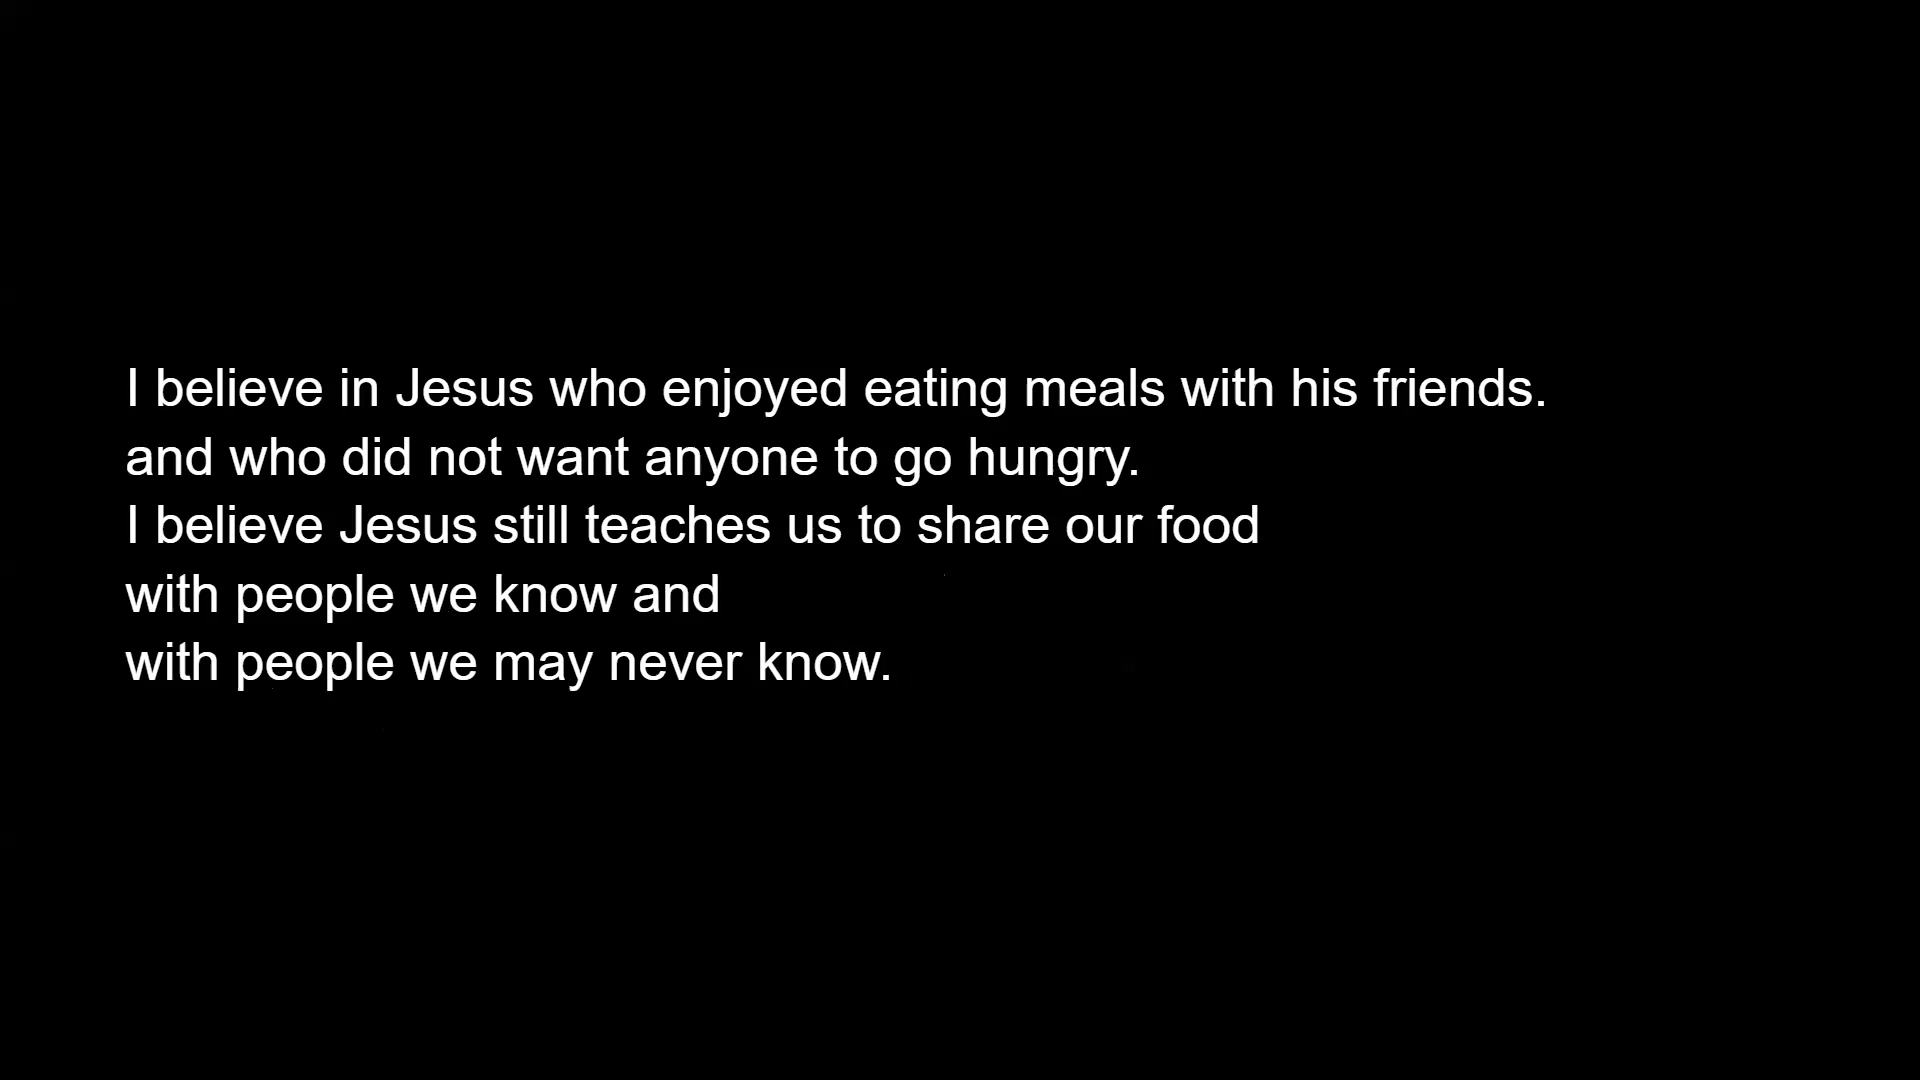 I believe in Jesus who enjoyed eating meals with his friends.
and who did not want anyone to go hungry.
I believe Jesus still teaches us to share our food
with people we know and
with people we may never know.